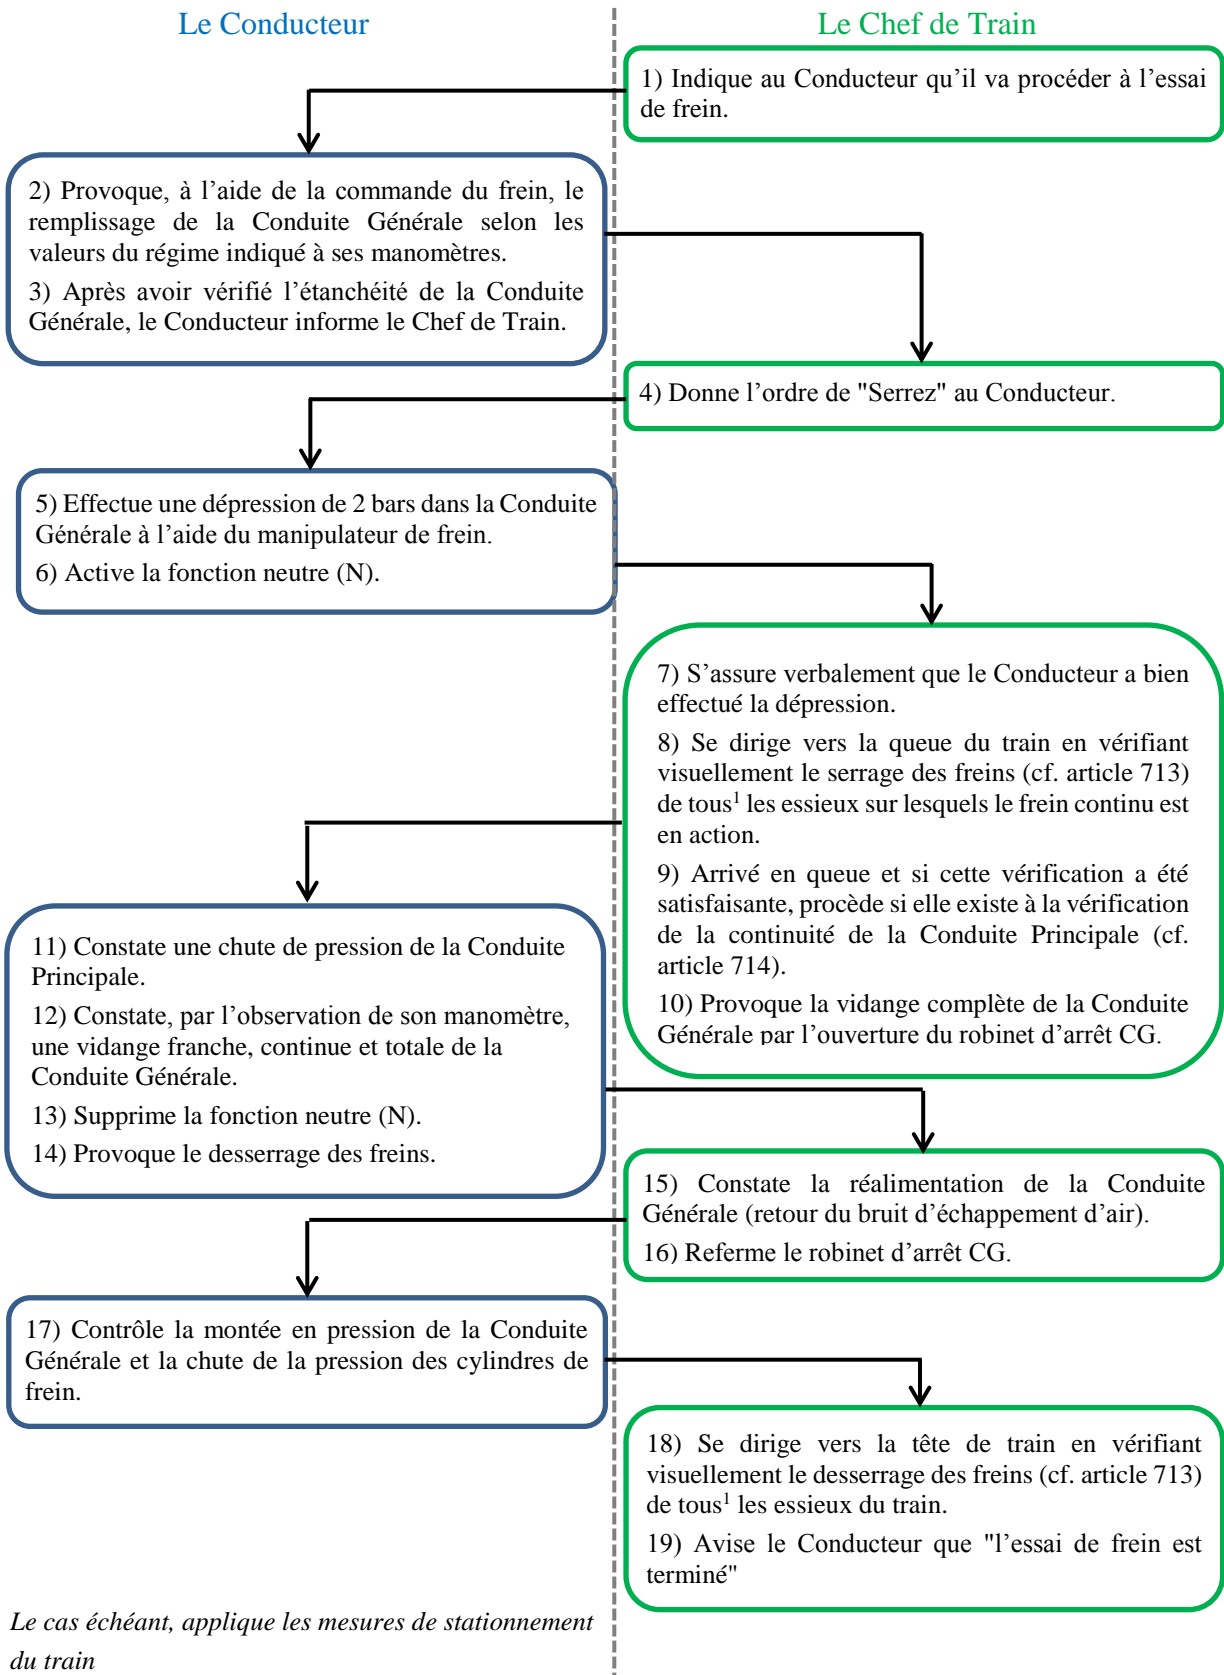 Le Conducteur
Le Chef de Train
1) Indique au Conducteur qu’il va procéder à l’essai
de frein.
2) Provoque, à l’aide de la commande du frein, le
remplissage de la Conduite Générale selon les
valeurs du régime indiqué à ses manomètres.
3) Après avoir vérifié l’étanchéité de la Conduite
Générale, le Conducteur informe le Chef de Train.
4) Donne l’ordre de "Serrez" au Conducteur.
5) Effectue une dépression de 2 bars dans la Conduite
Générale à l’aide du manipulateur de frein.
6) Active la fonction neutre (N).
7) S’assure verbalement que le Conducteur a bien
effectué la dépression.
8) Se dirige vers la queue du train en vérifiant
visuellement le serrage des freins (cf. article 713)
de tous¹ les essieux sur lesquels le frein continu est
en action.
9) Arrivé en queue et si cette vérification a été
satisfaisante, procède si elle existe à la vérification
de la continuité de la Conduite Principale (cf.
article 714).
10) Provoque la vidange complète de la Conduite
Générale par l’ouverture du robinet d’arrêt CG.
11) Constate une chute de pression de la Conduite
Principale.
12) Constate, par l’observation de son manomètre,
une vidange franche, continue et totale de la
Conduite Générale.
13) Supprime la fonction neutre (N).
14) Provoque le desserrage des freins.
15) Constate la réalimentation de la Conduite
Générale (retour du bruit d’échappement d’air).
16) Referme le robinet d’arrêt CG.
17) Contrôle la montée en pression de la Conduite
Générale et la chute de la pression des cylindres de
frein.
18) Se dirige vers la tête de train en vérifiant
visuellement le desserrage des freins (cf. article 713)
de tous¹ les essieux du train.
19) Avise le Conducteur que "l’essai de frein est
terminé"
Le cas échéant, applique les mesures de stationnement
du train